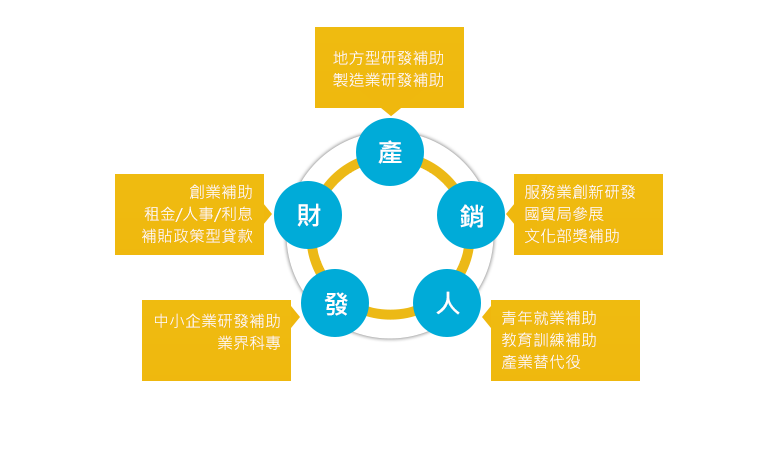 地方型研發補助
製造業研發補助
產
創業補助
租金/人事/利息
補貼政策型貸款
財
銷
服務業創新研發
國貿局參展
文化部獎補助
中小企業研發補助
業界科專
發
人
青年就業補助
教育訓練補助
產業替代役